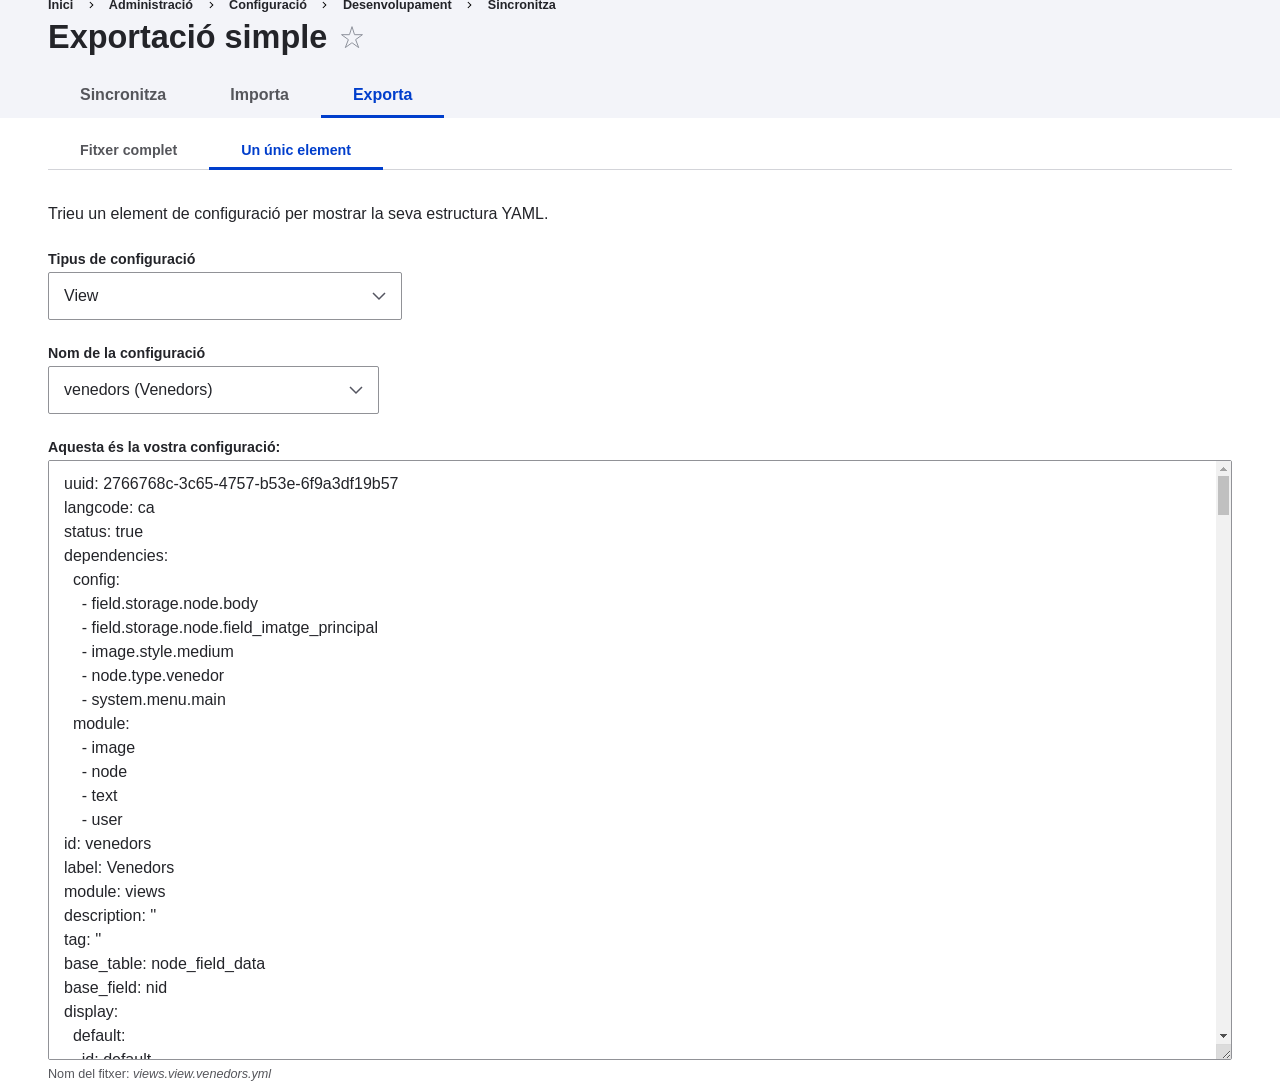 Inici › Administració › Configuració › Desenvolupament › Sincronitza
Exportació simple ☆
Sincronitza Importa Exporta
Fitxer complet Un únic element
Trieu un element de configuració per mostrar la seva estructura YAML.
Tipus de configuració
View
Nom de la configuració
venedors (Venedors)
Aquesta és la vostra configuració:
uuid: 2766768c-3c65-4757-b53e-6f9a3df19b57
langcode: ca
status: true
dependencies:
  config:
    - field.storage.node.body
    - field.storage.node.field_imatge_principal
    - image.style.medium
    - node.type.venedor
    - system.menu.main
  module:
    - image
    - node
    - text
    - user
id: venedors
label: Venedors
module: views
description: ''
tag: ''
base_table: node_field_data
base_field: nid
display:
  default:
    id: default
Nom del fitxer: views.view.venedors.yml